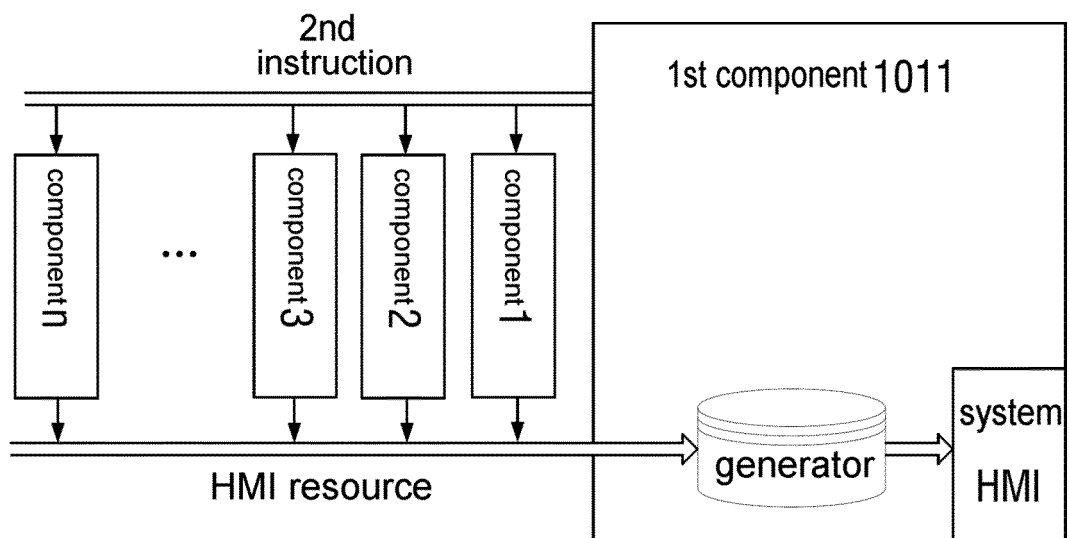 2nd
instruction
1st component 1011
component n
...
component 3
component 2
component 1
HMI resource
generator
system
HMI